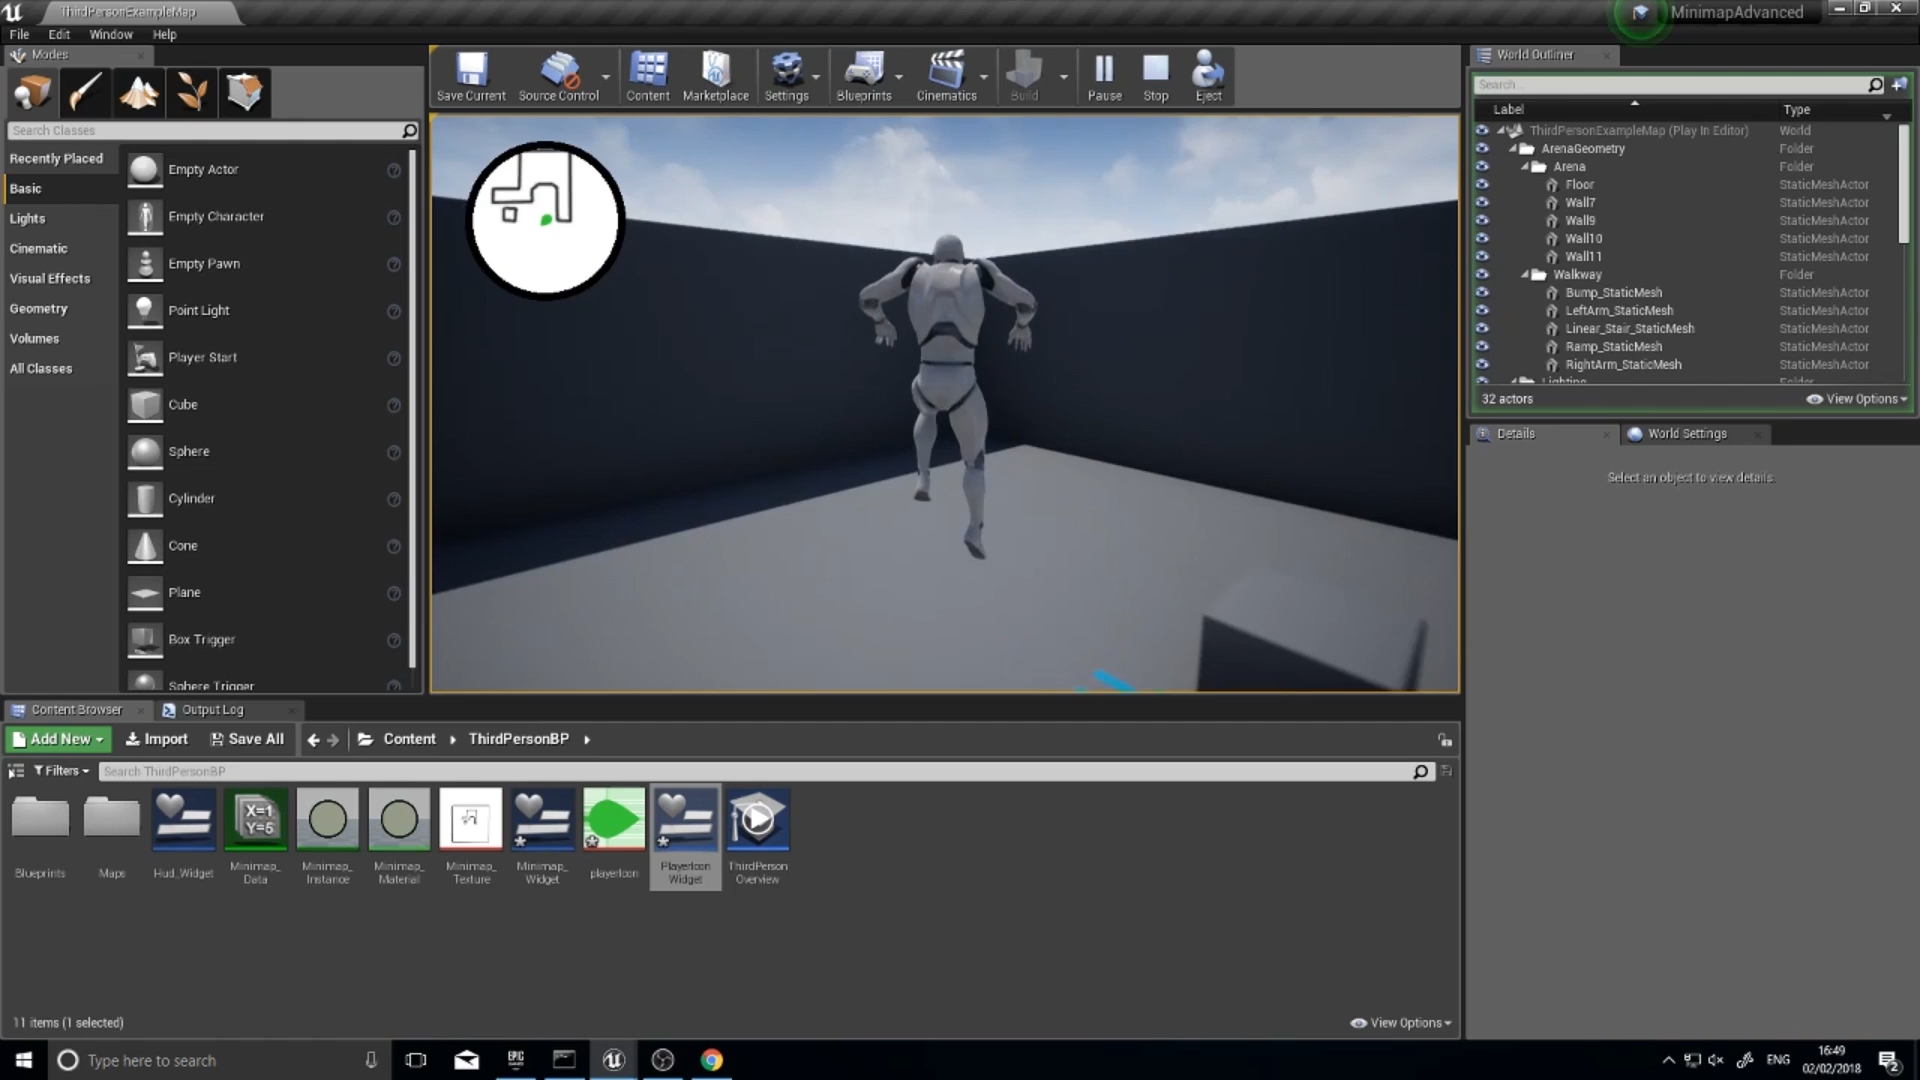 ThirdPersonExampleMap
MinimapAdvanced
File Edit Window Help
Modes
Search Classes
Recently Placed
Basic
Lights
Cinematic
Visual Effects
Geometry
Volumes
All Classes
Empty Actor
Empty Character
Empty Pawn
Point Light
Player Start
Cube
Sphere
Cylinder
Cone
Plane
Box Trigger
Sphere Trigger
Save Current Source Control Content Marketplace Settings Blueprints Cinematics Build Pause Stop Eject
World Outliner
Search...
Label Type
ThirdPersonExampleMap (Play In Editor) World
ArenaGeometry Folder
Arena Folder
Floor StaticMeshActor
Wall7 StaticMeshActor
Wall9 StaticMeshActor
Wall10 StaticMeshActor
Wall11 StaticMeshActor
Walkway Folder
Bump_StaticMesh StaticMeshActor
LeftArm_StaticMesh StaticMeshActor
Linear_Stair_StaticMesh StaticMeshActor
Ramp_StaticMesh StaticMeshActor
RightArm_StaticMesh StaticMeshActor
Lighting Folder
32 actors View Options
Details World Settings
Select an object to view details.
Content Browser Output Log
Add New Import Save All Content ThirdPersonBP
Filters Search ThirdPersonBP
X=1
Y=5
Blueprints
Maps
Hud_Widget
Minimap_
Data
Minimap_
Instance
Minimap_
Material
Minimap_
Texture
Minimap_
Widget
playerIcon
PlayerIcon
Widget
ThirdPerson
Overview
11 items (1 selected) View Options
Type here to search
EPIC
ENG
16:49
02/02/2018
2